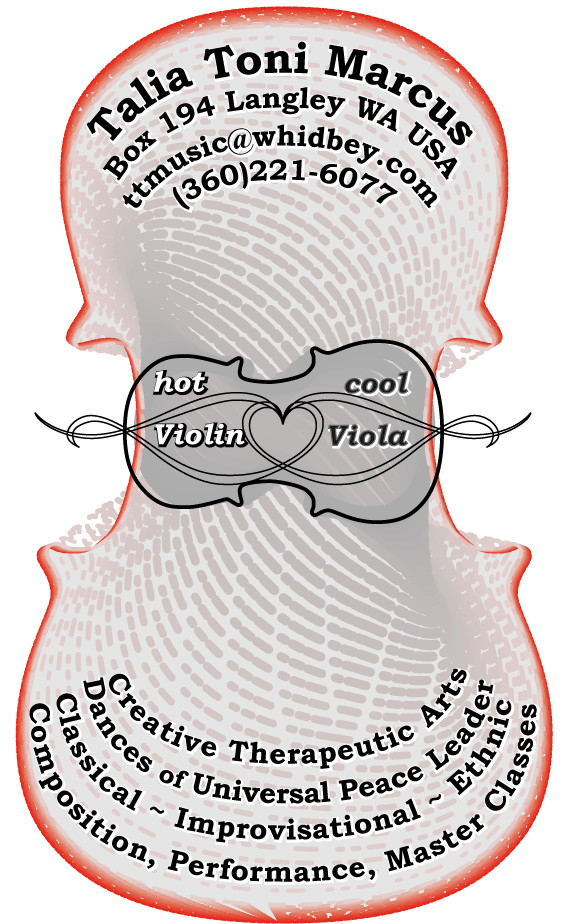 Talia Toni Marcus
Box 194 Langley WA USA
ttmusic@whidbey.com
(360)221-6077
hot cool
Violin Viola
Creative Therapeutic Arts
Dances of Universal Peace Leader
Classical ~ Improvisational ~ Ethnic
Composition, Performance, Master Classes